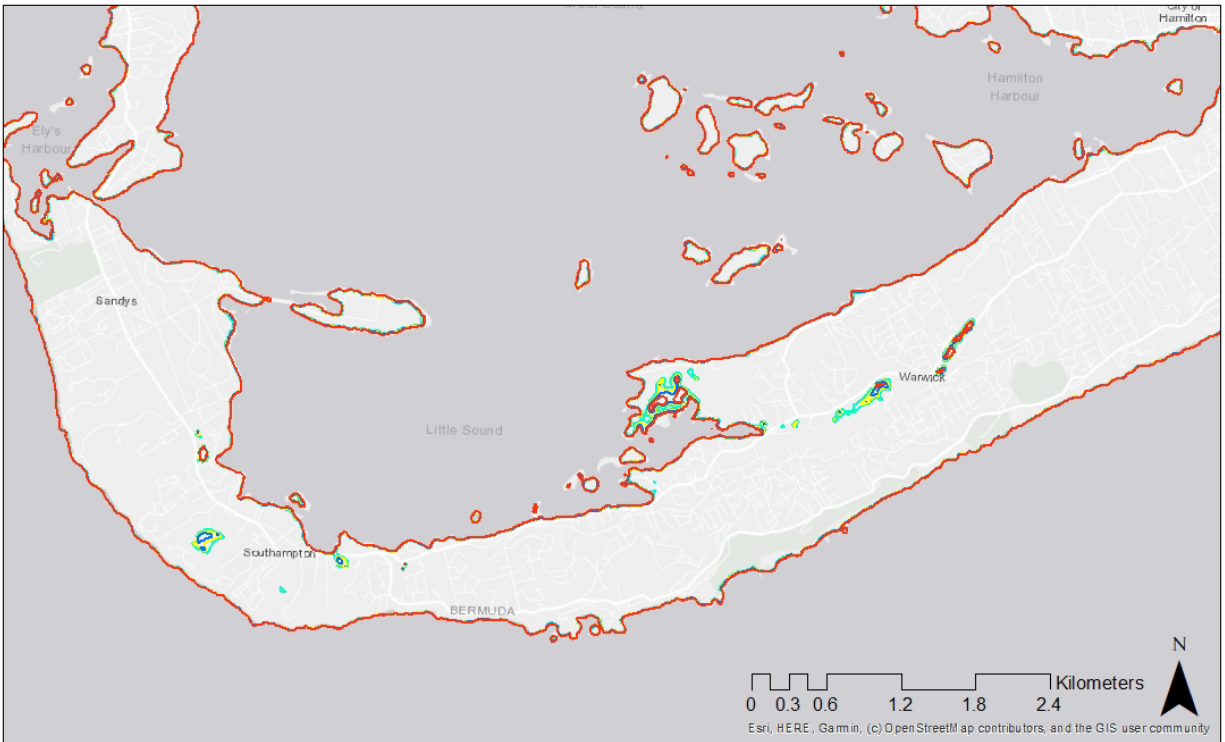 City of
Hamilton
Hamilton
Harbour
Ely's
Harbour
Sandys
Warwick
Little Sound
Southampton
BERMUDA
N
Kilometers
0 0.3 0.6 1.2 1.8 2.4
Esri, HERE, Garmin, (c) OpenStreetMap contributors, and the GIS user community